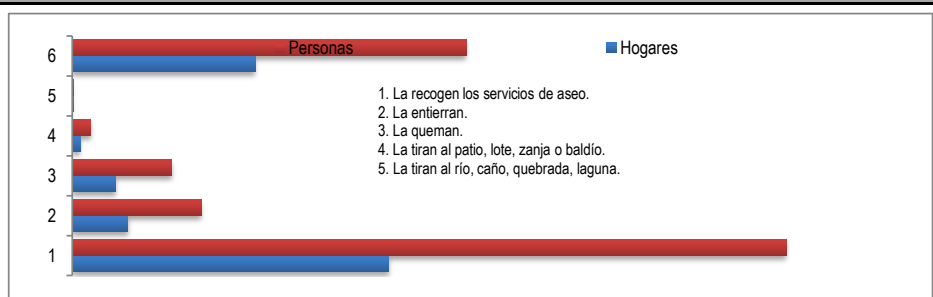 Personas
Hogares
6
5
4
3
2
1
1. La recogen los servicios de aseo.
2. La entierran.
3. La queman.
4. La tiran al patio, lote, zanja o baldío.
5. La tiran al río, caño, quebrada, laguna.